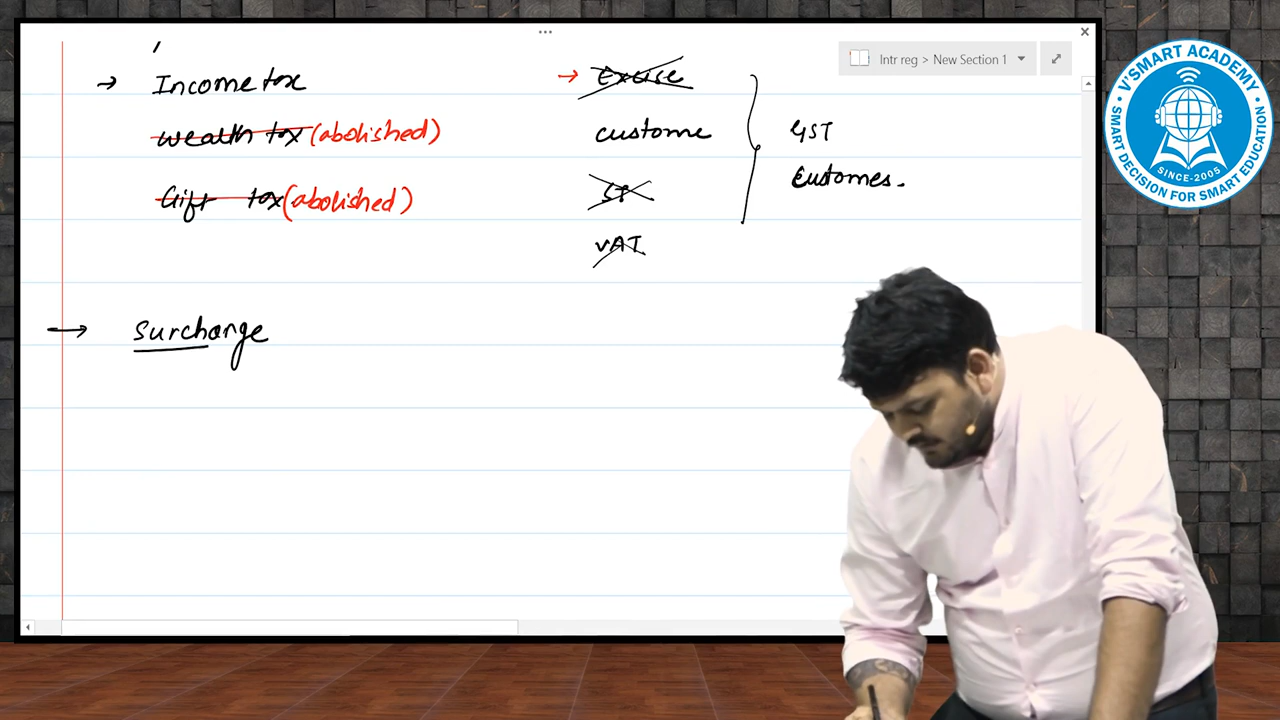 Intr reg > New Section 1
→ Income tax
wealth tax (abolished)
Gift tax (abolished)
→ Excise
custome
ST
VAT
GST
Customes.
→ Surcharge
V'SMART ACADEMY
SINCE-2005
SMART DECISION FOR SMART EDUCATION